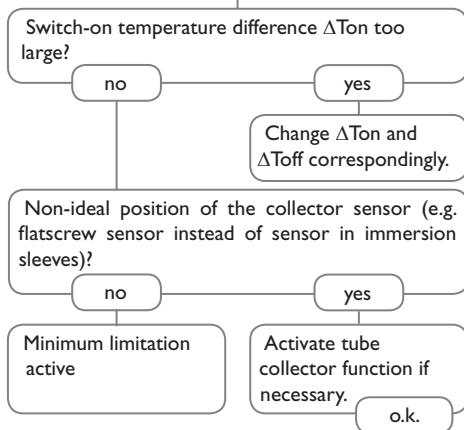 Switch-on temperature difference ΔTon too
large?
no
yes
Change ΔTon and
ΔToff correspondingly.
Non-ideal position of the collector sensor (e.g.
flatscrew sensor instead of sensor in immersion
sleeves)?
no
yes
Minimum limitation
active
Activate tube
collector function if
necessary.
o.k.